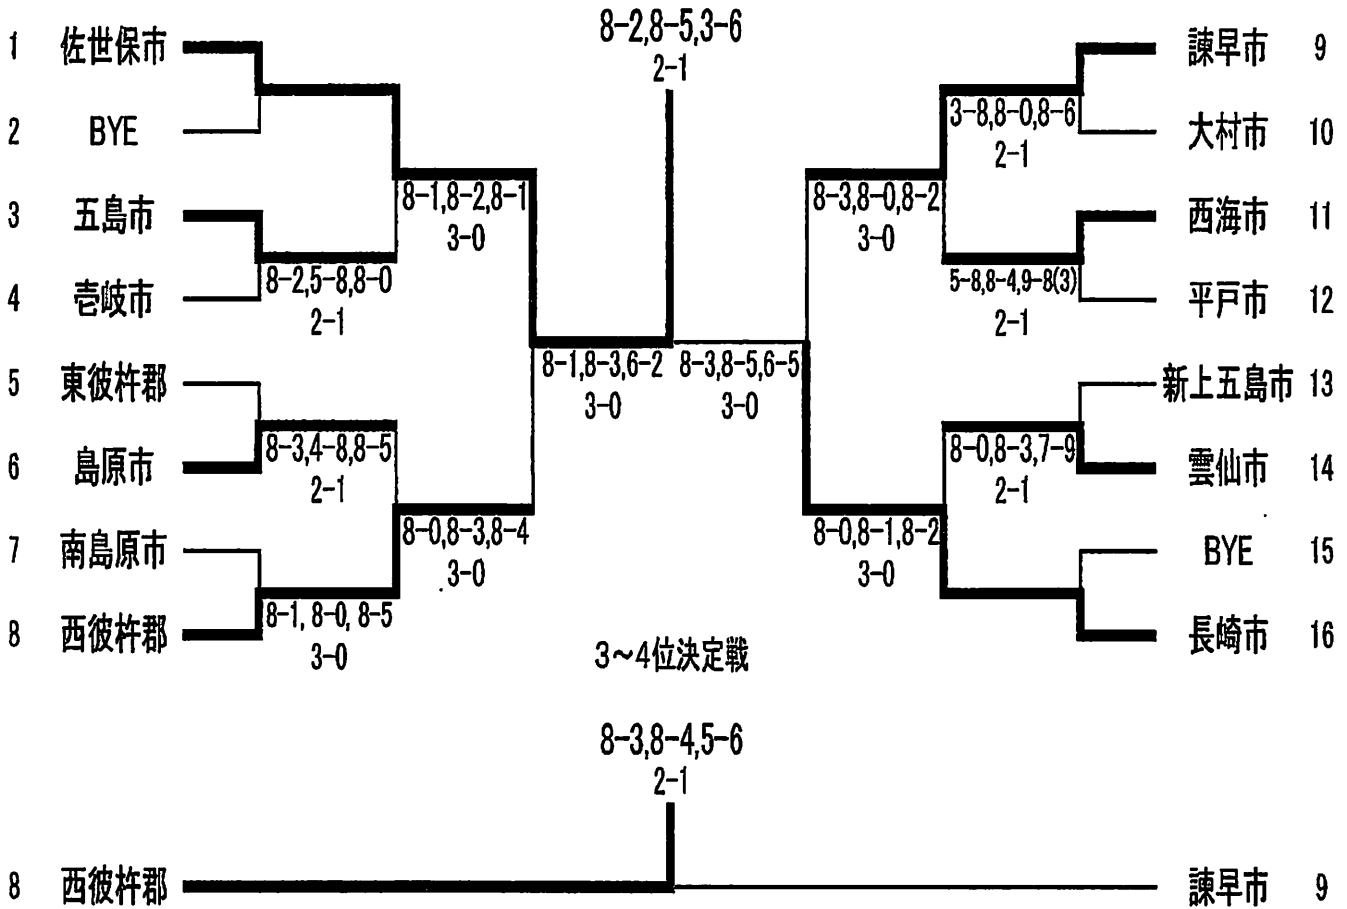 8-2,8-5,3-6
2-1
1 佐世保市
諫早市 9
3-8,8-0,8-6
2-1
2 BYE
大村市 10
8-1,8-2,8-1
3-0
8-3,8-0,8-2
3-0
3 五島市
西海市 11
8-2,5-8,8-0
2-1
5-8,8-4,9-8(3)
2-1
4 壱岐市
平戸市 12
8-1,8-3,6-2
3-0
8-3,8-5,6-5
3-0
5 東彼杵郡
新上五島市 13
8-3,4-8,8-5
2-1
8-0,8-3,7-9
2-1
6 島原市
雲仙市 14
8-0,8-3,8-4
3-0
8-0,8-1,8-2
3-0
7 南島原市
BYE 15
8-1, 8-0, 8-5
3-0
8 西彼杵郡
長崎市 16
3～4位決定戦
8-3,8-4,5-6
2-1
8 西彼杵郡
諫早市 9